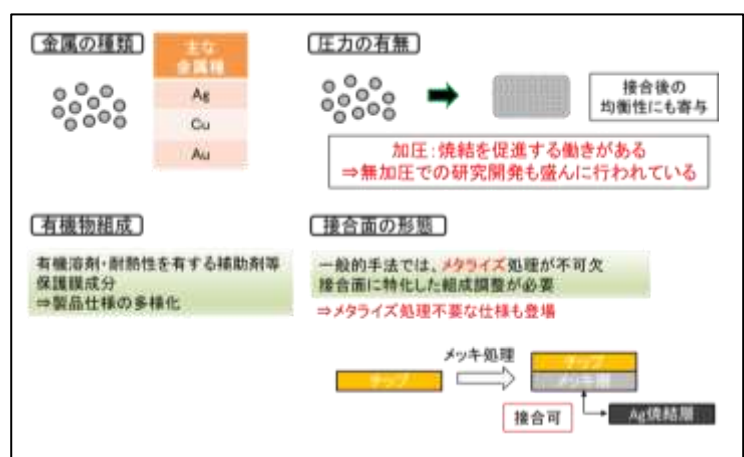 金属の種類
主な
金属種
Ag
Cu
Au
圧力の有無
接合後の
均衡性にも寄与
加圧：焼結を促進する働きがある
⇒無加圧での研究開発も盛んに行われている
有機物組成
有機溶剤・耐熱性を有する補助剤等
保護膜成分
⇒製品仕様の多様化
接合面の形態
一般的手法では、メタライズ処理が不可欠
接合面に特化した組成調整が必要
⇒メタライズ処理不要な仕様も登場
チップ
メッキ処理
チップ
メッキ層
接合可
Ag焼結層